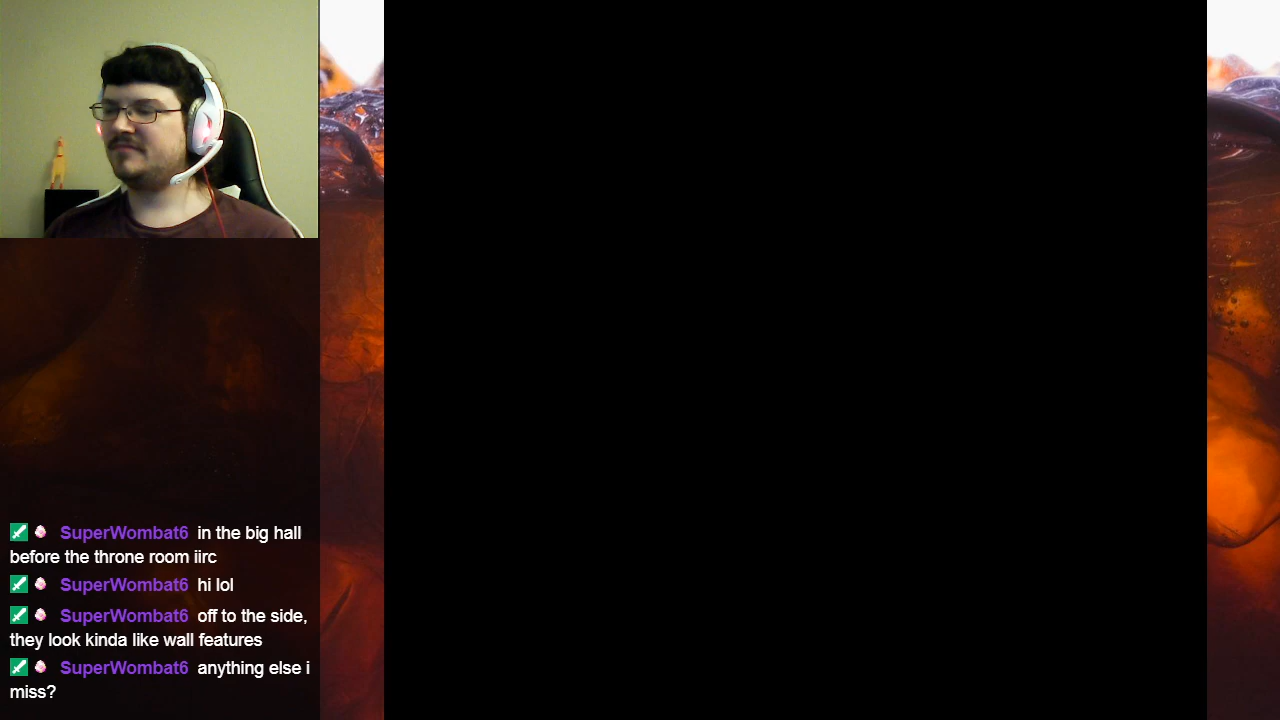 SuperWombat6 in the big hall
before the throne room iirc
SuperWombat6 hi lol
SuperWombat6 off to the side,
they look kinda like wall features
SuperWombat6 anything else i
miss?